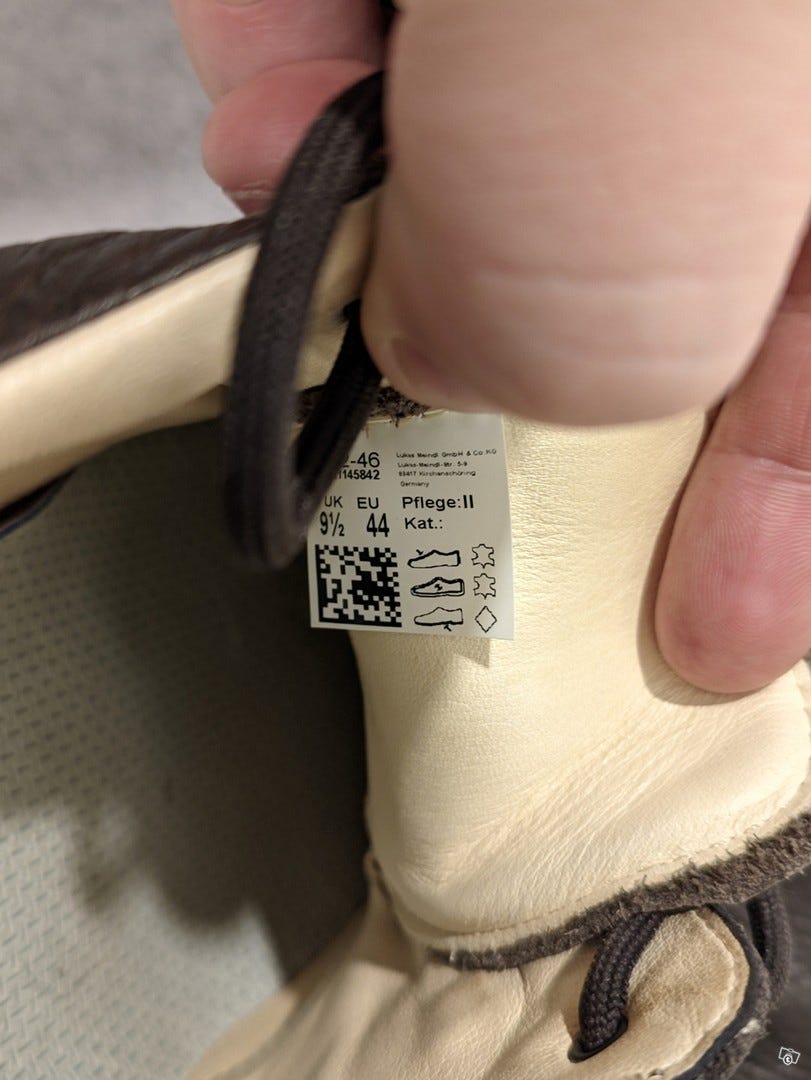 -46
1145842
UK EU
9½ 44
Lukas Meindl GmbH & Co.KG
Lukas-Meindl-Str. 5-9
83417 Kirchanschöring
Germany
Pflege:II
Kat.: